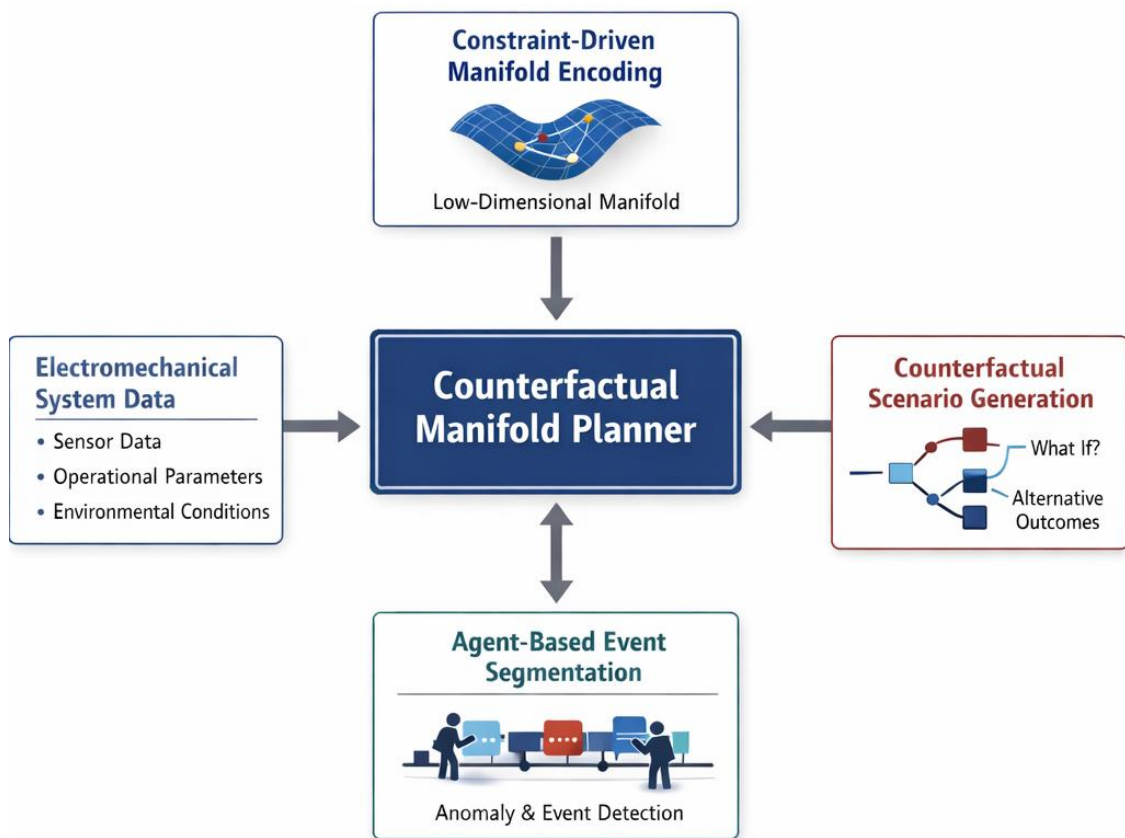 Constraint-Driven
Manifold Encoding
Low-Dimensional Manifold
Electromechanical
System Data
• Sensor Data
• Operational Parameters
• Environmental Conditions
Counterfactual
Manifold Planner
Counterfactual
Scenario Generation
What If?
Alternative
Outcomes
Agent-Based Event
Segmentation
Anomaly & Event Detection